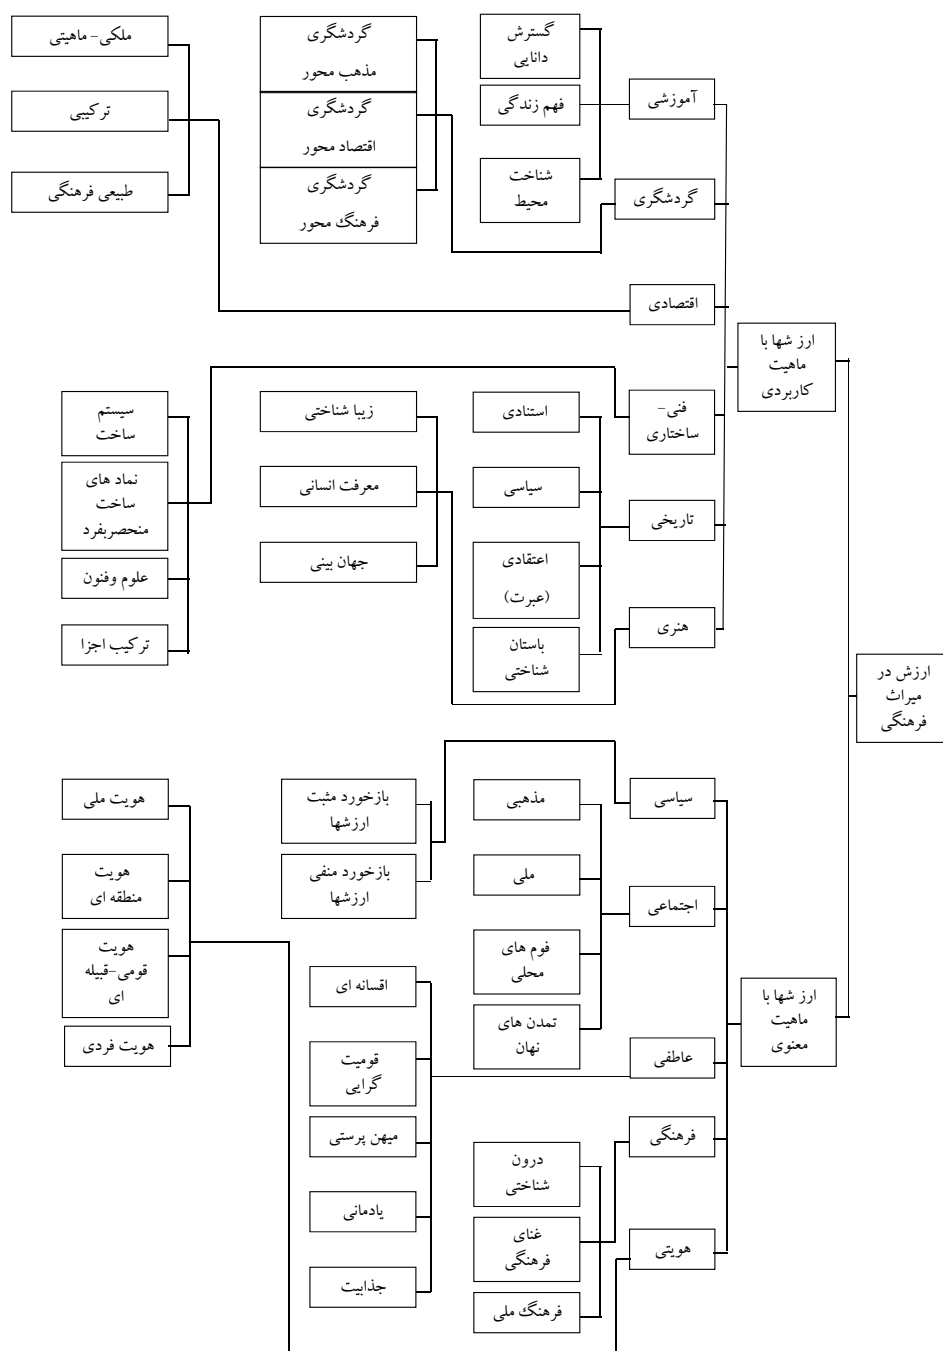 ارزش در
میراث
فرهنگی
ارز شها با
ماهیت
کاربردی
آموزشی
گسترش
دانایی
فهم زندگی
شناخت
محیط
گردشگری
گردشگری
مذهب محور
گردشگری
اقتصاد محور
گردشگری
فرهنگ محور
اقتصادی
ملکی- ماهیتی
ترکیبی
طبیعی فرهنگی
فنی-
ساختاری
سیستم
ساخت
نماد های
ساخت
منحصربفرد
علوم وفنون
ترکیب اجزا
تاریخی
استنادی
سیاسی
اعتقادی
(عبرت)
باستان
شناختی
هنری
زیبا شناختی
معرفت انسانی
جهان بینی
ارز شها با
ماهیت
معنوی
سیاسی
بازخورد مثبت
ارزشها
بازخورد منفی
ارزشها
اجتماعی
مذهبی
ملی
فوم های
محلی
تمدن های
نهان
عاطفی
اقسانه ای
قومیت
گرایی
میهن پرستی
یادمانی
جذابیت
فرهنگی
درون
شناختی
غنای
فرهنگی
فرهنگ ملی
هویتی
هویت ملی
هویت
منطقه ای
هویت
قومی-قبیله
ای
هویت فردی